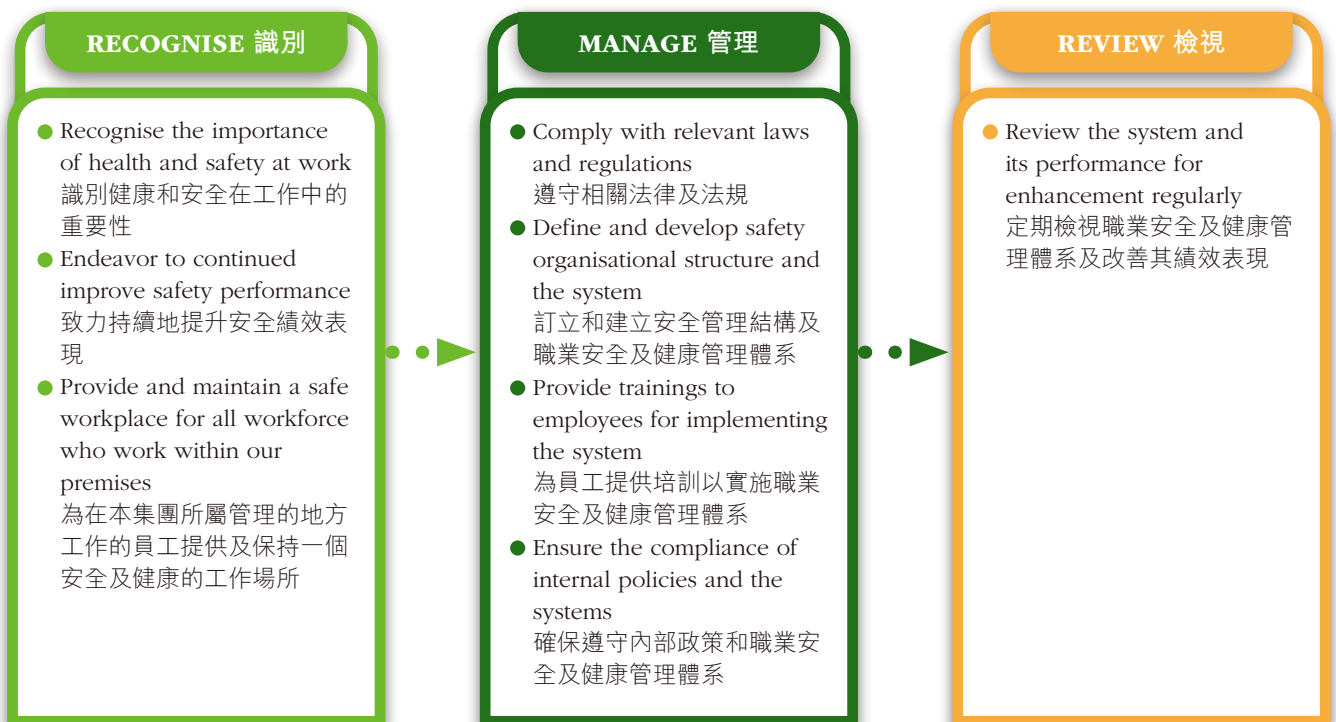 RECOGNISE 識別
Recognise the importance
of health and safety at work
識別健康和安全在工作中的
重要性
Endeavor to continued
improve safety performance
致力持續地提升安全績效表
現
Provide and maintain a safe
workplace for all workforce
who work within our
premises
為在本集團所屬管理的地方
工作的員工提供及保持一個
安全及健康的工作場所
MANAGE 管理
Comply with relevant laws
and regulations
遵守相關法律及法規
Define and develop safety
organisational structure and
the system
訂立和建立安全管理結構及
職業安全及健康管理體系
Provide trainings to
employees for implementing
the system
為員工提供培訓以實施職業
安全及健康管理體系
Ensure the compliance of
internal policies and the
systems
確保遵守內部政策和職業安
全及健康管理體系
REVIEW 檢視
Review the system and
its performance for
enhancement regularly
定期檢視職業安全及健康管
理體系及改善其績效表現